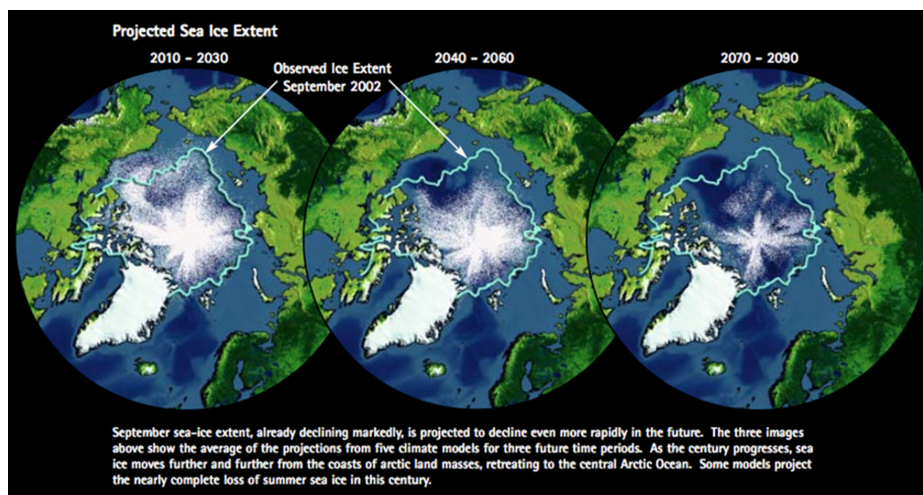 Projected Sea Ice Extent
2010 – 2030
Observed Ice Extent
September 2002
2040 – 2060
2070 – 2090
September sea-ice extent, already declining markedly, is projected to decline even more rapidly in the future. The three images
above show the average of the projections from five climate models for three future time periods. As the century progresses, sea
ice moves further and further from the coasts of arctic land masses, retreating to the central Arctic Ocean. Some models project
the nearly complete loss of summer sea ice in this century.